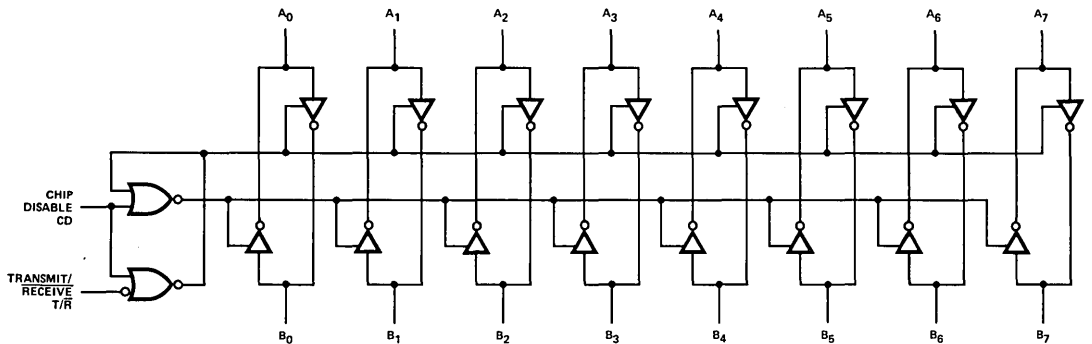 A0 A1 A2 A3 A4 A5 A6 A7
CHIP
DISABLE
CD
TRANSMIT/
RECEIVE
T/R̅
B0 B1 B2 B3 B4 B5 B6 B7